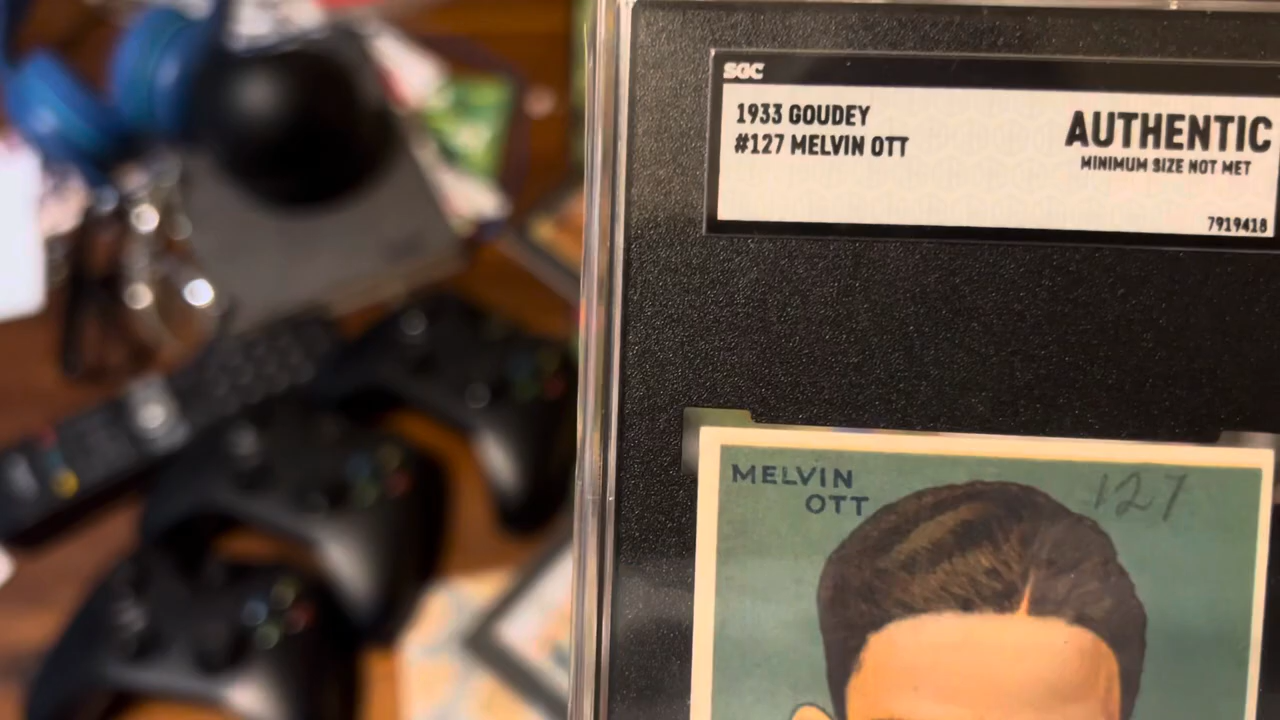 SGC
1933 GOUDEY
#127 MELVIN OTT
AUTHENTIC
MINIMUM SIZE NOT MET
7919418
MELVIN
OTT
127